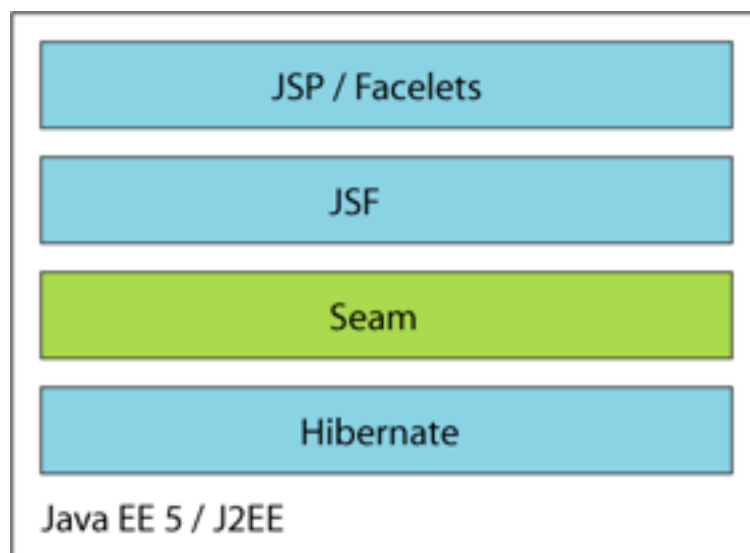 JSP / Facelets
JSF
Seam
Hibernate
Java EE 5 / J2EE